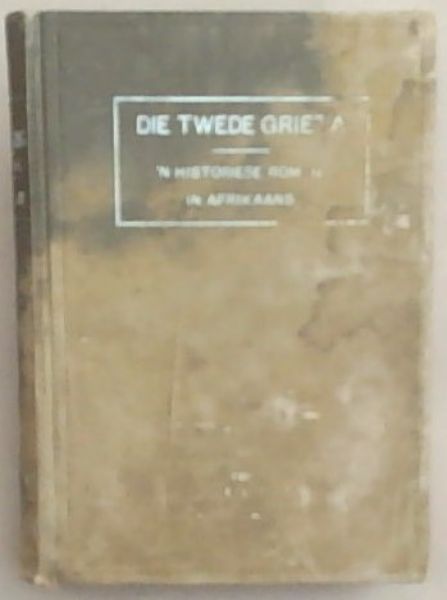 DIE TWEDE
'N HISTORIESE
IN AFRIKAANS